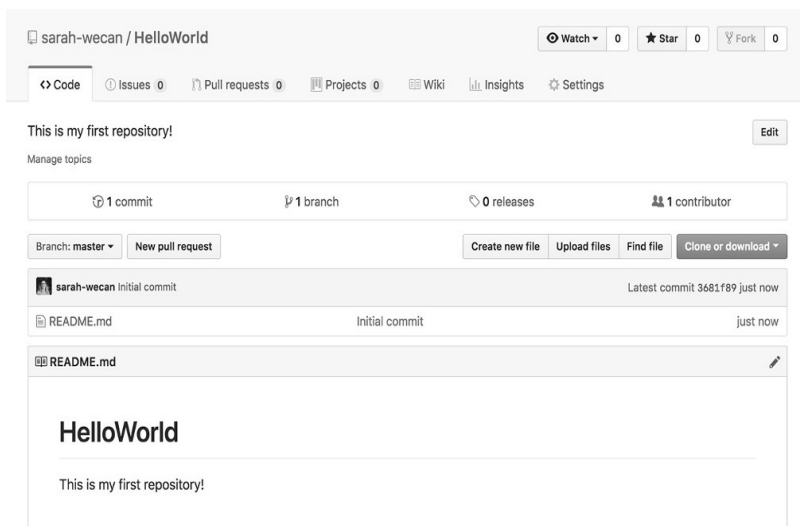 sarah-wecan / HelloWorld Watch 0 Star 0 Fork 0
Code Issues 0 Pull requests 0 Projects 0 Wiki Insights Settings
This is my first repository! Edit
Manage topics
1 commit 1 branch 0 releases 1 contributor
Branch: master New pull request Create new file Upload files Find file Clone or download
sarah-wecan Initial commit Latest commit 3681f89 just now
README.md Initial commit just now
README.md
HelloWorld
This is my first repository!